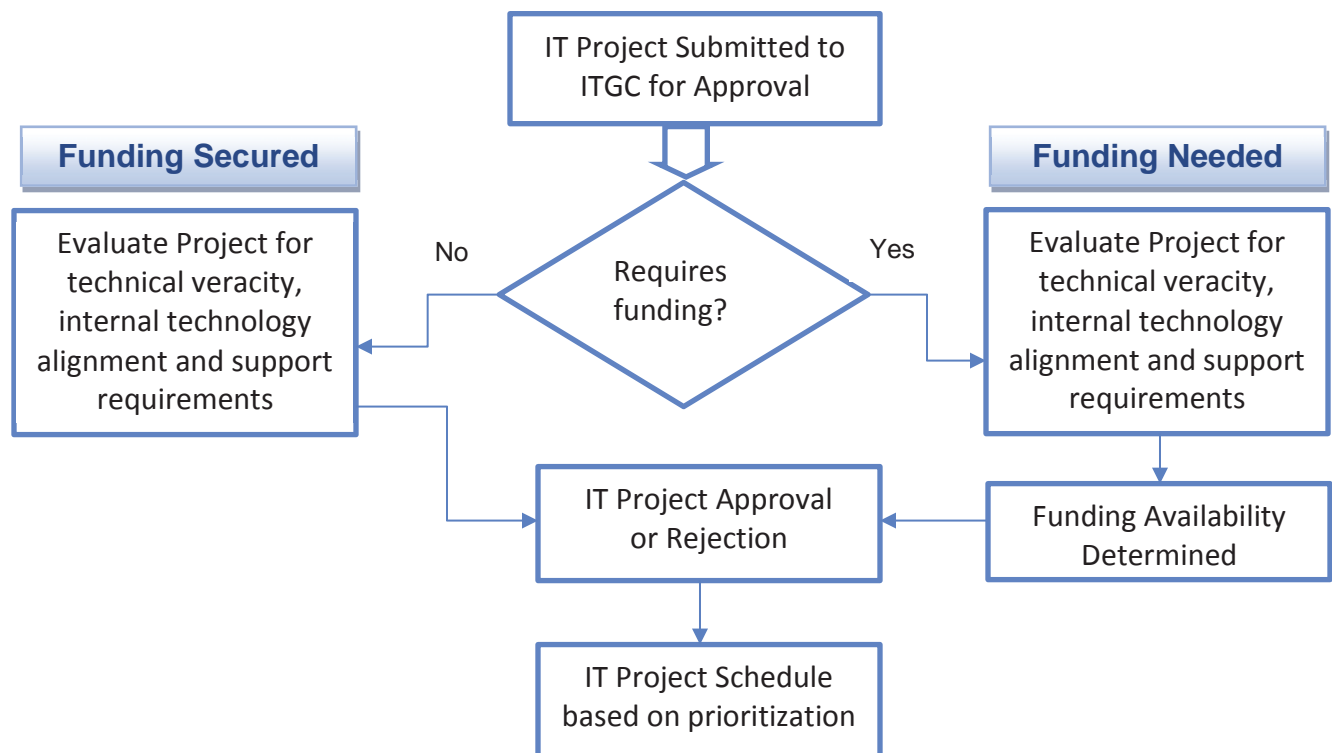 IT Project Submitted to
ITGC for Approval
Funding Secured
Funding Needed
Evaluate Project for
technical veracity,
internal technology
alignment and support
requirements
No
Requires
funding?
Yes
Evaluate Project for
technical veracity,
internal technology
alignment and support
requirements
IT Project Approval
or Rejection
Funding Availability
Determined
IT Project Schedule
based on prioritization